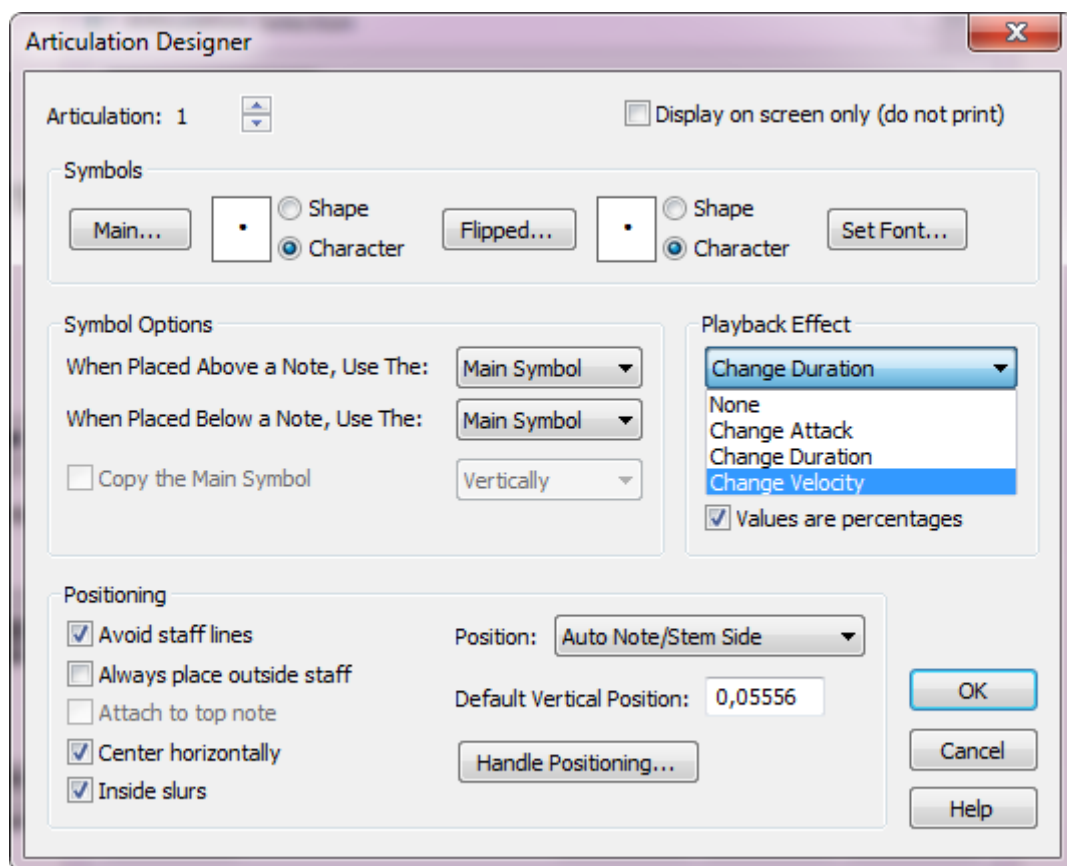 Articulation Designer
Articulation: 1
Display on screen only (do not print)
Symbols
Main...
Shape
Character
Flipped...
Shape
Character
Set Font...
Symbol Options
When Placed Above a Note, Use The: Main Symbol
When Placed Below a Note, Use The: Main Symbol
Copy the Main Symbol Vertically
Playback Effect
Change Duration
None
Change Attack
Change Duration
Change Velocity
Values are percentages
Positioning
Avoid staff lines
Always place outside staff
Attach to top note
Center horizontally
Inside slurs
Position: Auto Note/Stem Side
Default Vertical Position: 0,05556
Handle Positioning...
OK
Cancel
Help